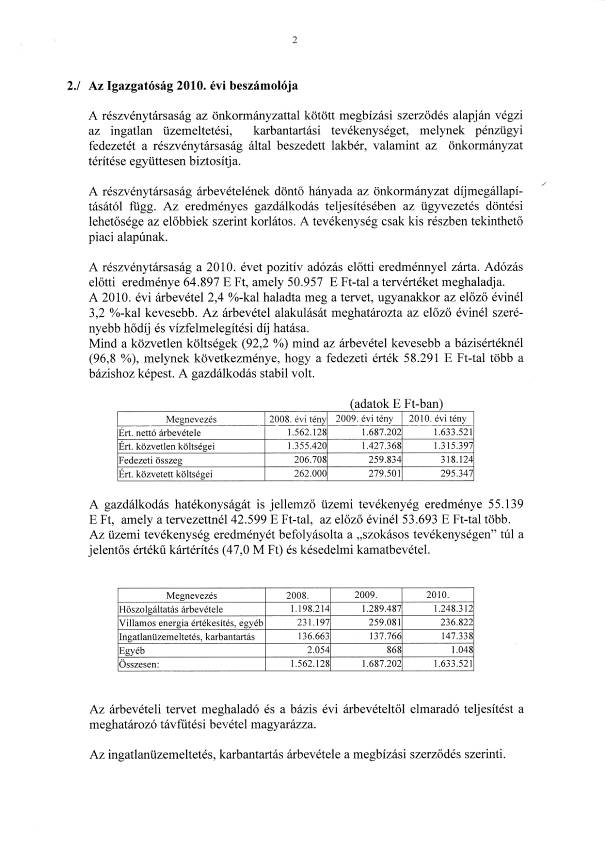 2
2./ Az Igazgatóság 2010. évi beszámolója
A részvénytársaság az önkormányzattal kötött megbízási szerződés alapján végzi
az ingatlan üzemeltetési, karbantartási tevékenységet, melynek pénzügyi
fedezetét a részvénytársaság által beszedett lakbér, valamint az önkormányzat
térítése együttesen biztosítja.
A részvénytársaság árbevételének döntő hányada az önkormányzat díjmegállapí-
tásától függ. Az eredményes gazdálkodás teljesítésében az ügyvezetés döntési
lehetősége az előbbiek szerint korlátos. A tevékenység csak kis részben tekinthető
piaci alapúnak.
A részvénytársaság a 2010. évet pozitív adózás előtti eredménnyel zárta. Adózás
előtti eredménye 64.897 E Ft, amely 50.957 E Ft-tal a tervértéket meghaladja.
A 2010. évi árbevétel 2,4 %-kal haladta meg a tervet, ugyanakkor az előző évinél
3,2 %-kal kevesebb. Az árbevétel alakulását meghatározta az előző évinél szeré-
nyebb hődíj és vízfelmelegítési díj hatása.
Mind a közvetlen költségek (92,2 %) mind az árbevétel kevesebb a bázisértéknél
(96,8 %), melynek következménye, hogy a fedezeti érték 58.291 E Ft-tal több a
bázishoz képest. A gazdálkodás stabil volt.
(adatok E Ft-ban)
Megnevezés 2008. évi tény 2009. évi tény 2010. évi tény
Ért. nettó árbevétele 1.562.128 1.687.202 1.633.521
Ért. közvetlen költségei 1.355.420 1.427.368 1.315.397
Fedezeti összeg 206.708 259.834 318.124
Ért. közvetett költségei 262.000 279.501 295.347
A gazdálkodás hatékonyságát is jellemző üzemi tevékenyég eredménye 55.139
E Ft, amely a tervezettnél 42.599 E Ft-tal, az előző évinél 53.693 E Ft-tal több.
Az üzemi tevékenység eredményét befolyásolta a „szokásos tevékenységen” túl a
jelentős értékű kártérítés (47,0 M Ft) és késedelmi kamatbevétel.
Megnevezés 2008. 2009. 2010.
Hőszolgáltatás árbevétele 1.198.214 1.289.487 1.248.312
Villamos energia értékesítés, egyéb 231.197 259.081 236.822
Ingatlanüzemeltetés, karbantartás 136.663 137.766 147.338
Egyéb 2.054 868 1.048
Összesen: 1.562.128 1.687.202 1.633.521
Az árbevételi tervet meghaladó és a bázis évi árbevételtől elmaradó teljesítést a
meghatározó távfűtési bevétel magyarázza.
Az ingatlanüzemeltetés, karbantartás árbevétele a megbízási szerződés szerinti.